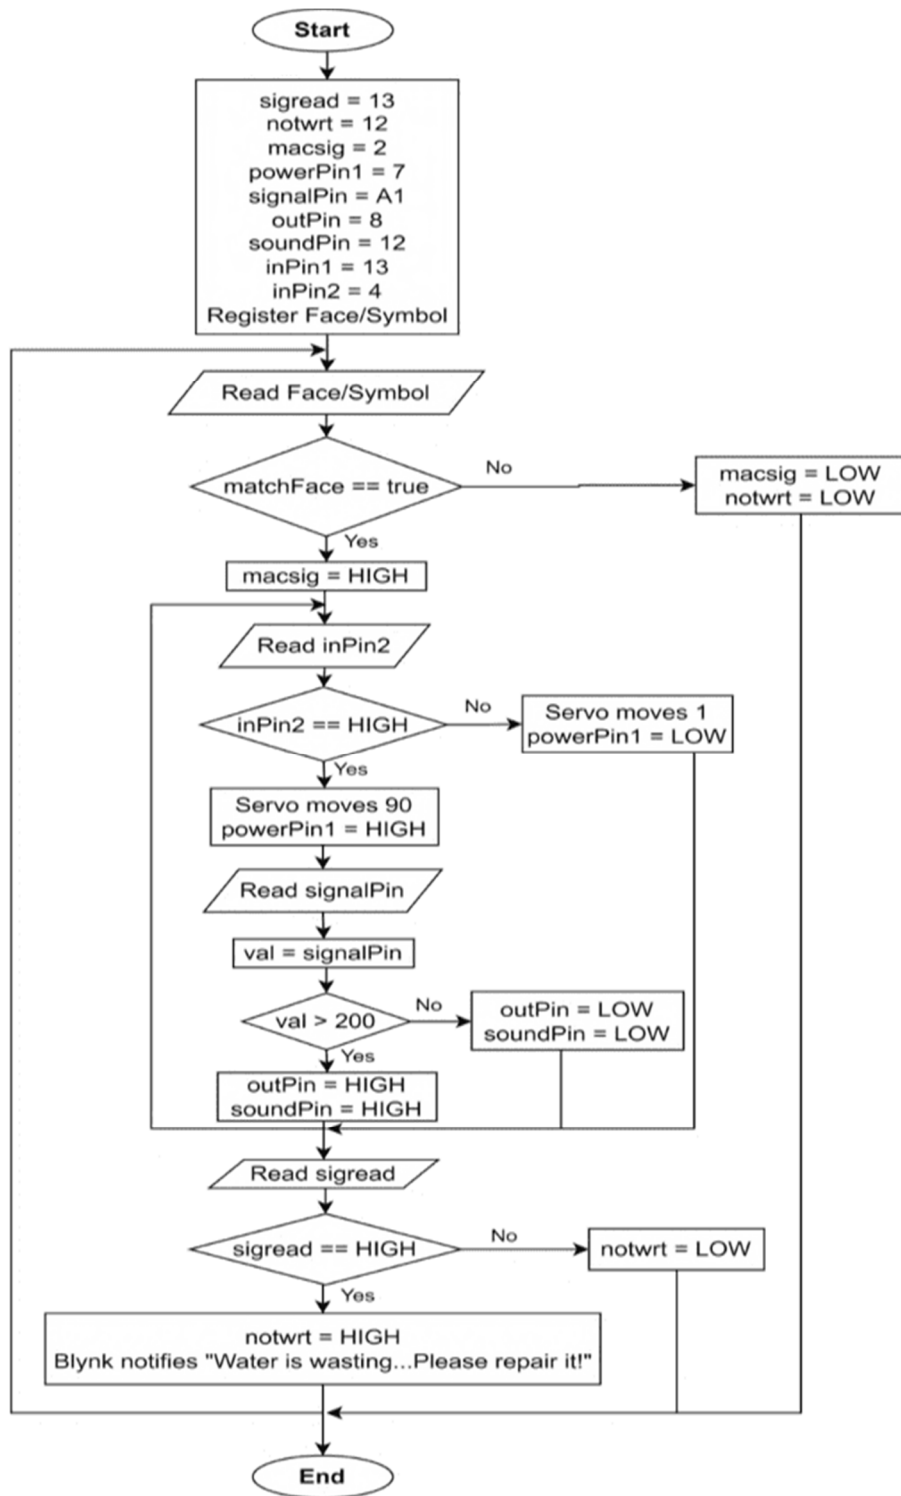 Start
sigread = 13
notwrt = 12
macsig = 2
powerPin1 = 7
signalPin = A1
outPin = 8
soundPin = 12
inPin1 = 13
inPin2 = 4
Register Face/Symbol
Read Face/Symbol
matchFace == true
No
macsig = LOW
notwrt = LOW
Yes
macsig = HIGH
Read inPin2
inPin2 == HIGH
No
Servo moves 1
powerPin1 = LOW
Yes
Servo moves 90
powerPin1 = HIGH
Read signalPin
val = signalPin
val > 200
No
outPin = LOW
soundPin = LOW
Yes
outPin = HIGH
soundPin = HIGH
Read sigread
sigread == HIGH
No
notwrt = LOW
Yes
notwrt = HIGH
Blynk notifies "Water is wasting...Please repair it!"
End